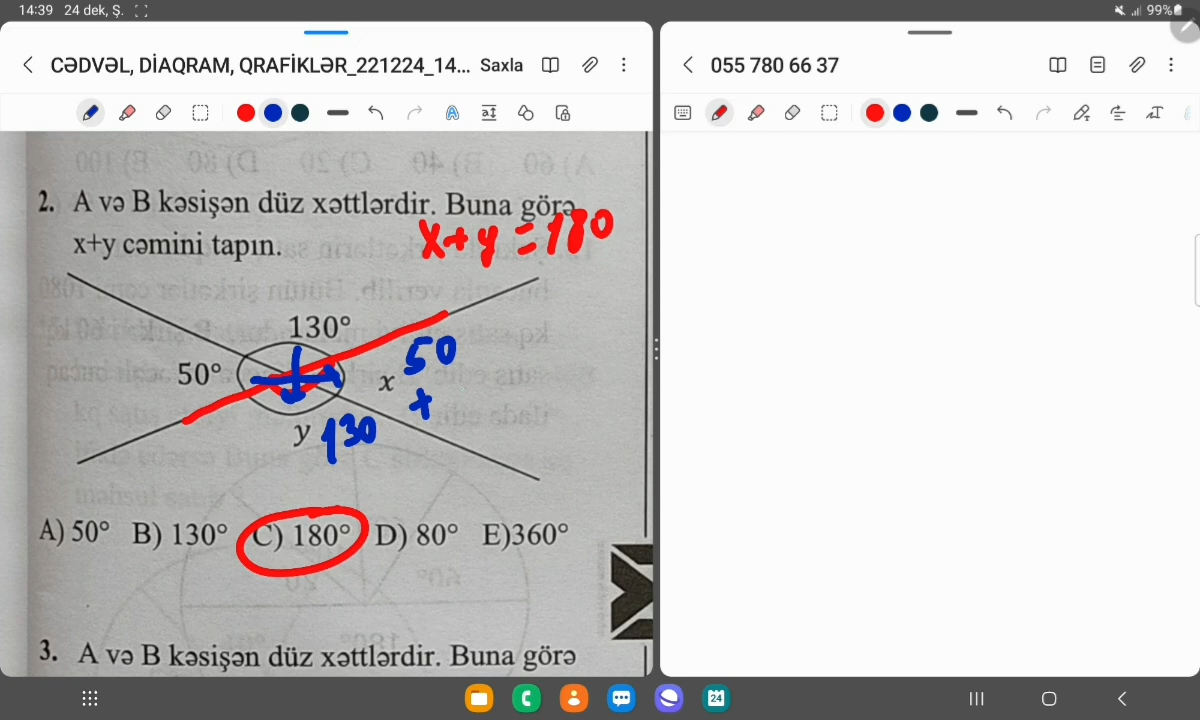 14:39 24 dek, Ş. 99%
CƏDVƏL, DİAQRAM, QRAFİKLƏR_221224_14... Saxla
055 780 66 37
2. A və B kəsişən düz xəttlərdir. Buna görə
x+y cəmini tapın.
x+y=180
130°
50° x 50
+
y 130
A) 50° B) 130° C) 180° D) 80° E)360°
3. A və B kəsişən düz xəttlərdir. Buna görə
24